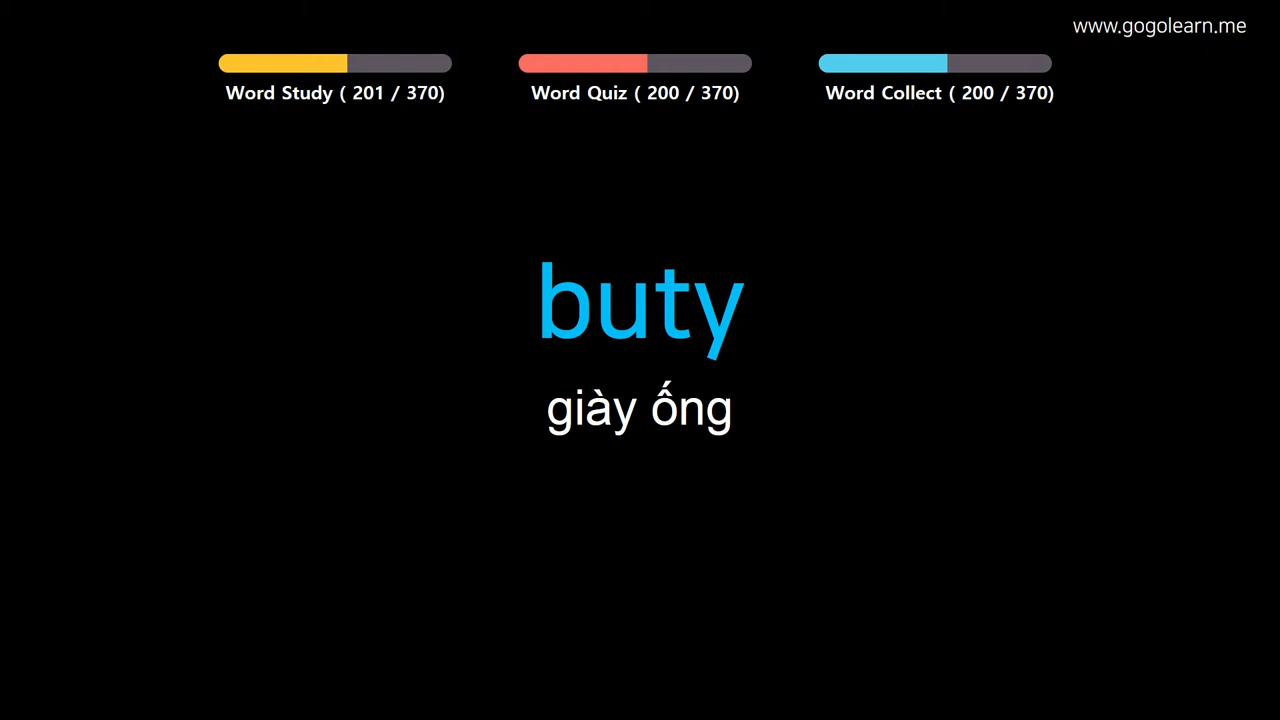 www.gogolearn.me
Word Study ( 201 / 370)
Word Quiz ( 200 / 370)
Word Collect ( 200 / 370)
buty
giày ống